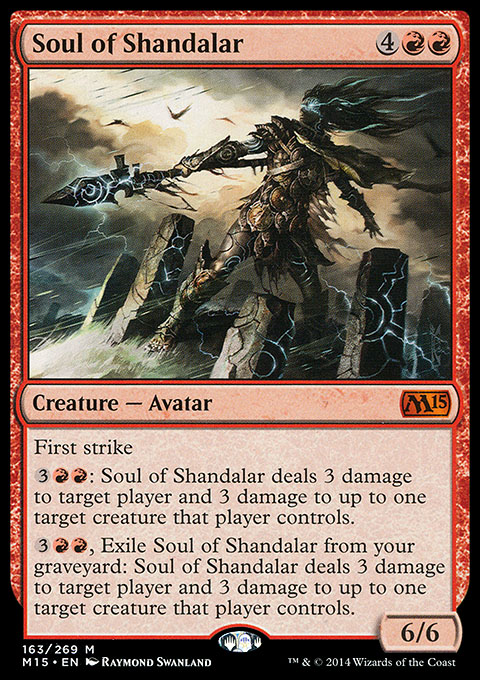 Soul of Shandalar 4
Creature — Avatar M15
First strike
3: Soul of Shandalar deals 3 damage
to target player and 3 damage to up to one
target creature that player controls.
3, Exile Soul of Shandalar from your
graveyard: Soul of Shandalar deals 3 damage
to target player and 3 damage to up to one
target creature that player controls.
6/6
163/269 M
M15 • EN Raymond Swanland
™ & © 2014 Wizards of the Coast